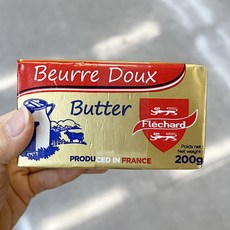 Beurre Doux
Butter
Fléchard
Poids net
Net weight
200g
PRODUCED IN FRANCE